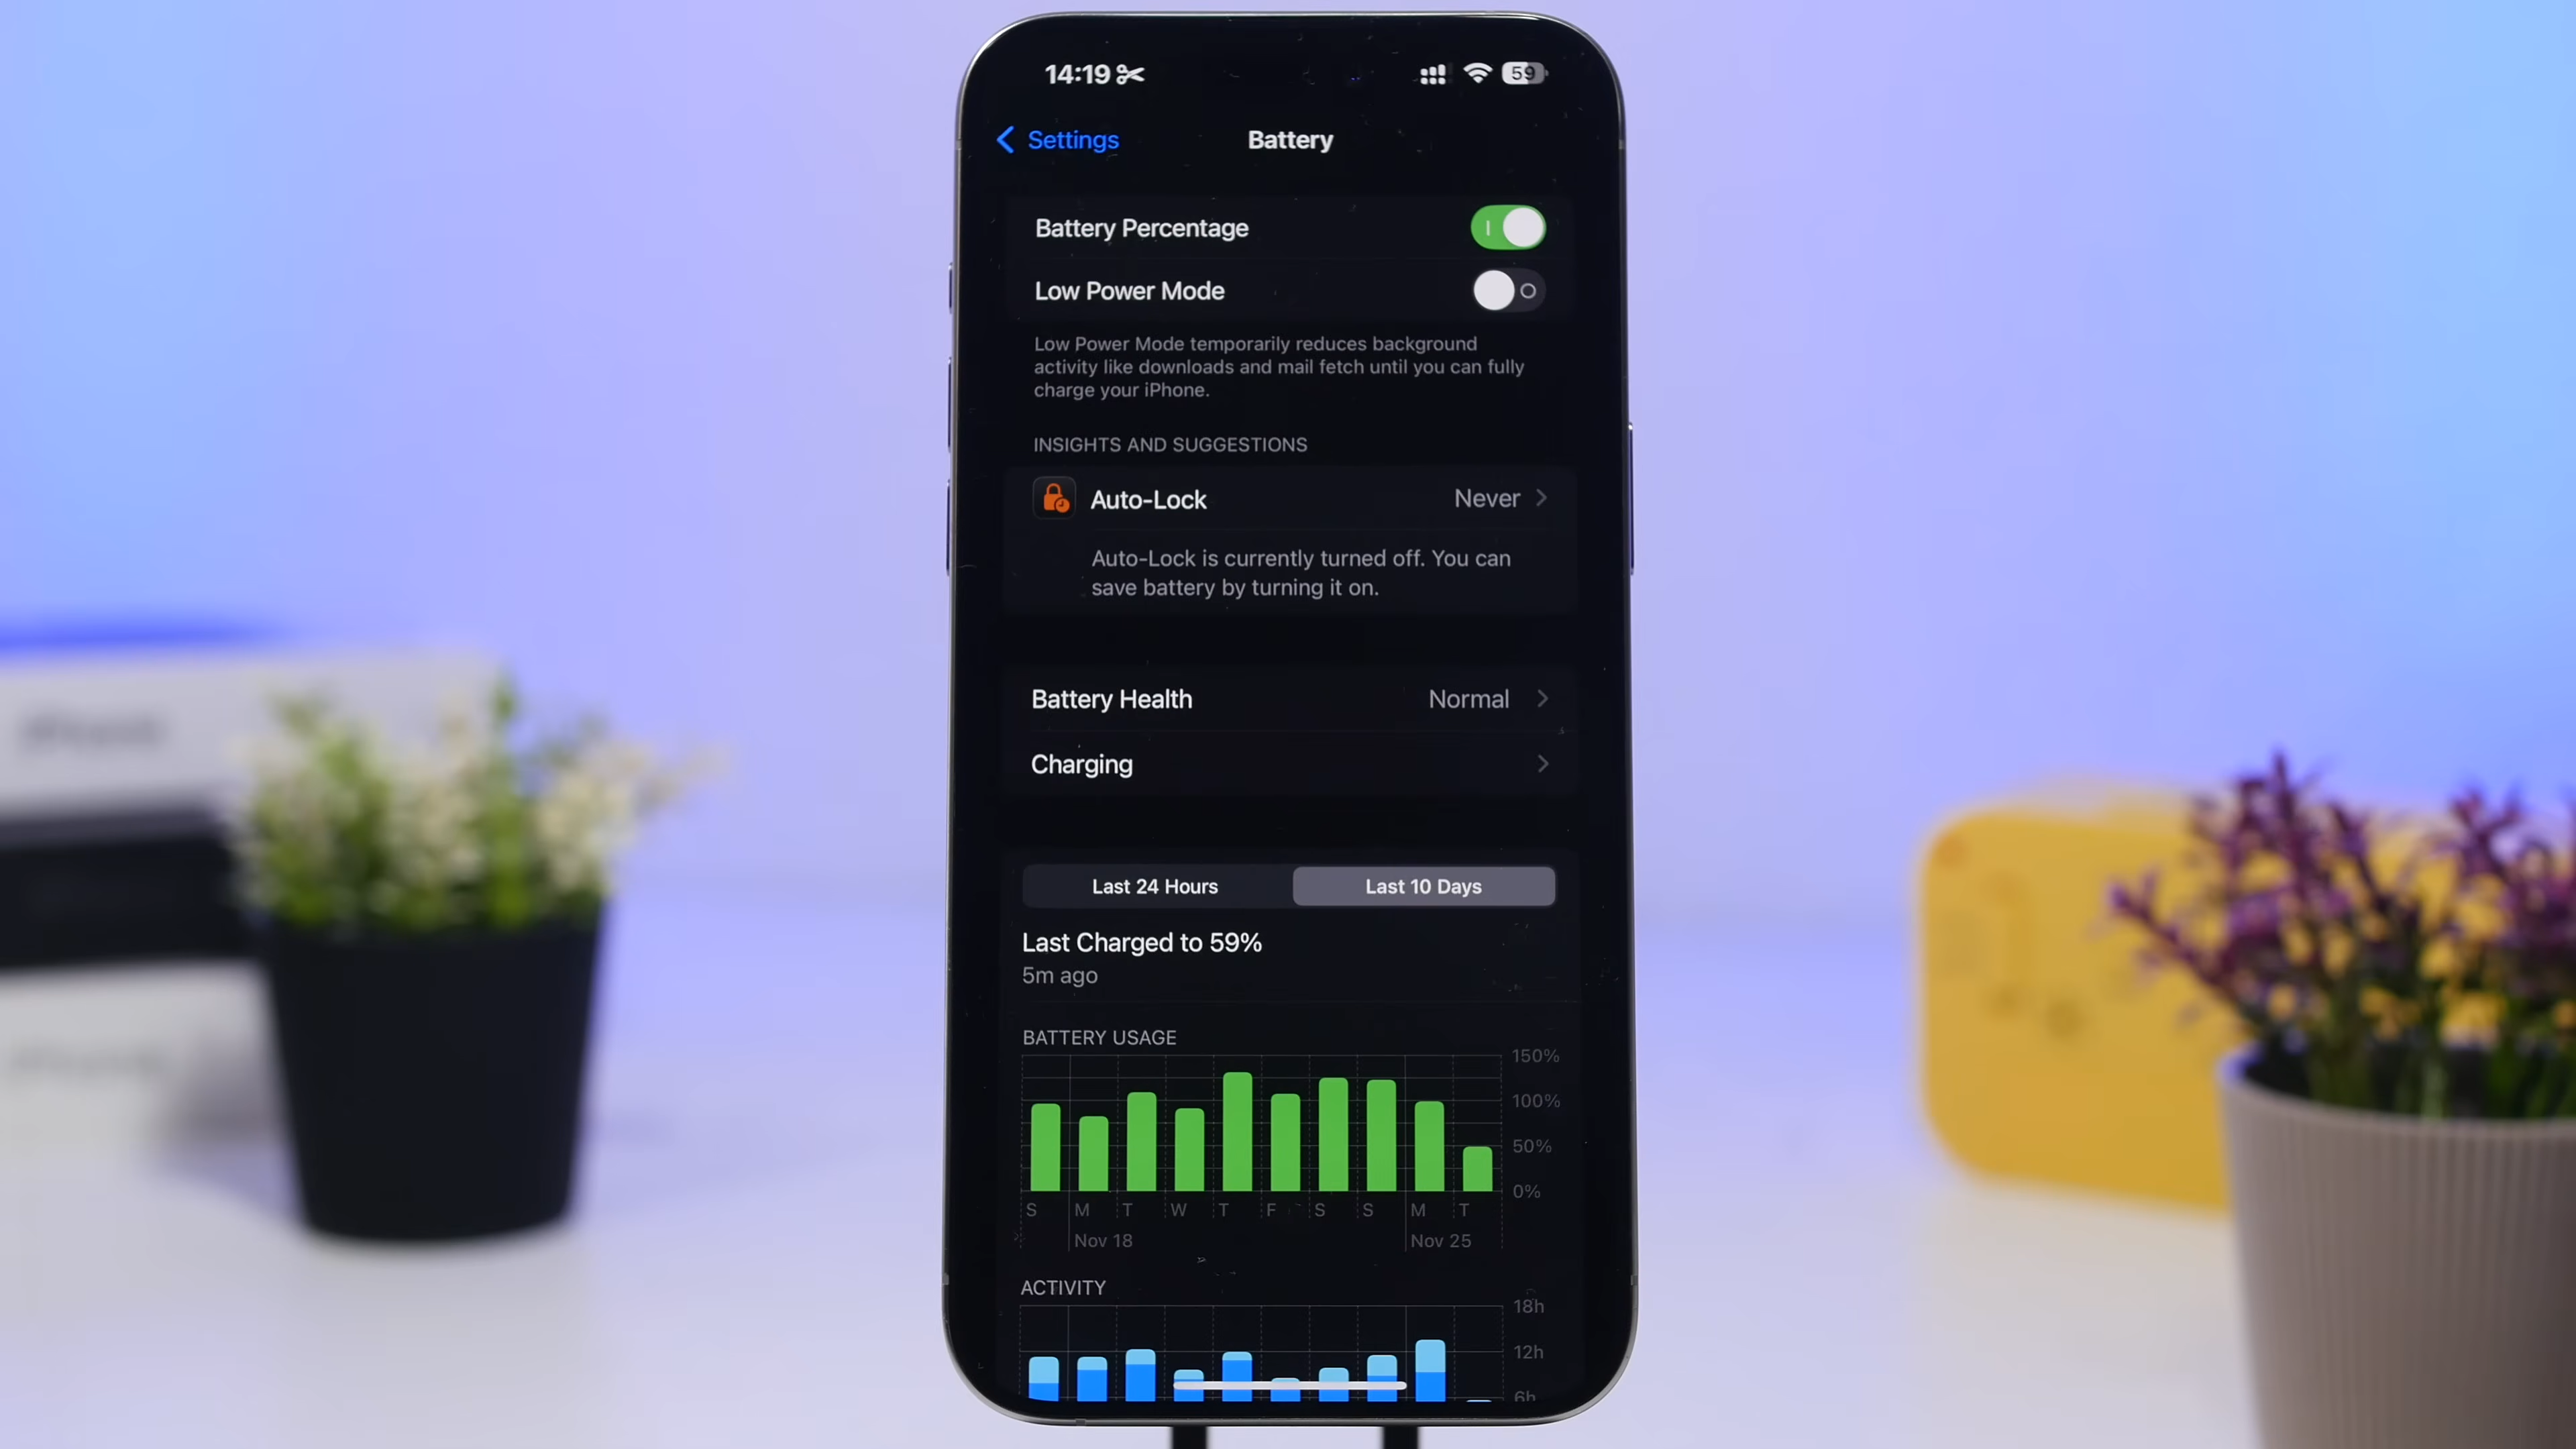 14:19
59
Settings
Battery
Battery Percentage
Low Power Mode
Low Power Mode temporarily reduces background
activity like downloads and mail fetch until you can fully
charge your iPhone.
INSIGHTS AND SUGGESTIONS
Auto-Lock
Never
Auto-Lock is currently turned off. You can
save battery by turning it on.
Battery Health
Normal
Charging
Last 24 Hours
Last 10 Days
Last Charged to 59%
5m ago
BATTERY USAGE
150%
100%
50%
0%
S M T W T F S S M T
Nov 18
Nov 25
ACTIVITY
18h
12h
6h
iPhone